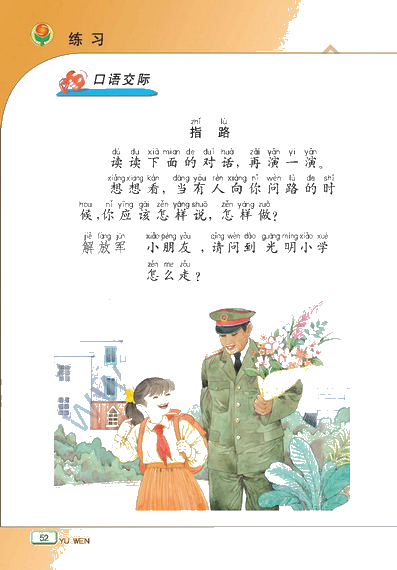 练习
口语交际
zhǐ lù
指 路
dú du xià mian de duì huà zài yǎn yi yǎn
读读下面的对话，再演一演。
xiǎng xiang kàn dāng yǒu rén xiàng nǐ wèn lù de shí
想想看，当有人向你问路的时
hou nǐ yīng gāi zěn yàng shuō zěn yàng zuò
候，你应该怎样说，怎样做？
jiě fàng jūn xiǎo péng yǒu qǐng wèn dào guāng míng xiǎo xué
解放军 小朋友，请问到光明小学
zěn me zǒu
怎么走？
52 YU WEN